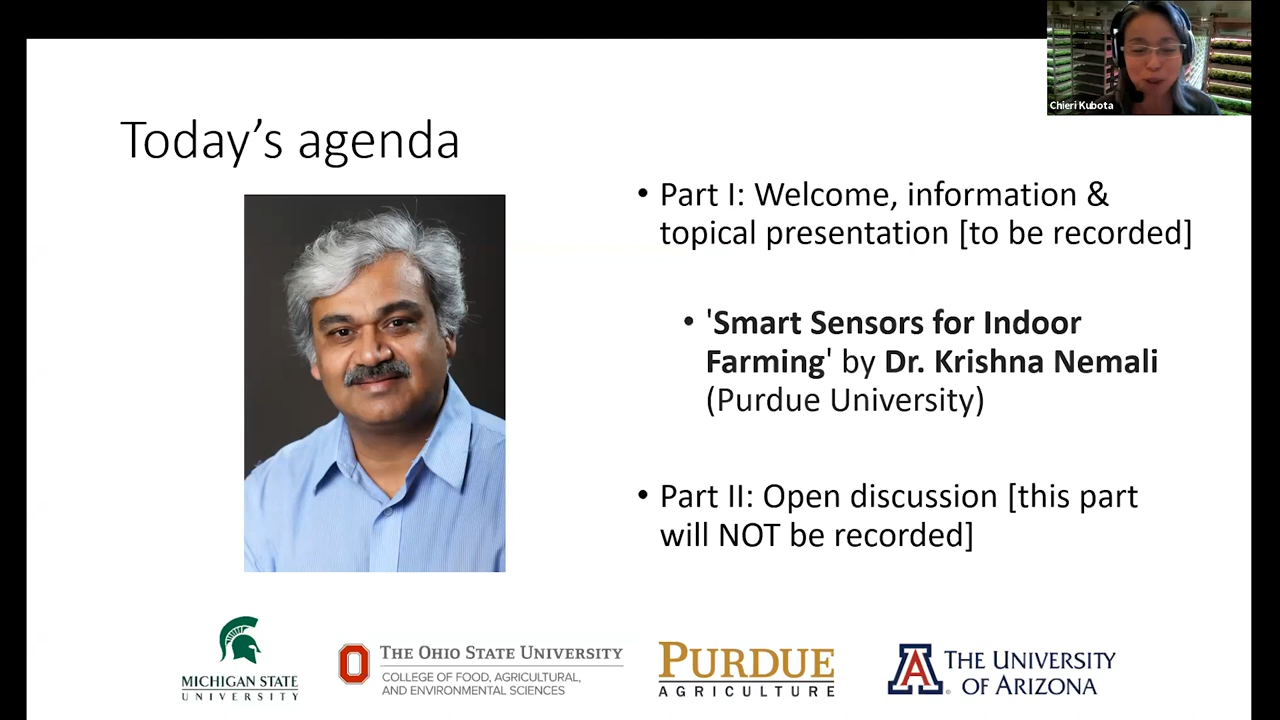 Chieri Kubota
Today's agenda
• Part I: Welcome, information &
topical presentation [to be recorded]
• 'Smart Sensors for Indoor
Farming' by Dr. Krishna Nemali
(Purdue University)
• Part II: Open discussion [this part
will NOT be recorded]
MICHIGAN STATE
UNIVERSITY
THE OHIO STATE UNIVERSITY
COLLEGE OF FOOD, AGRICULTURAL,
AND ENVIRONMENTAL SCIENCES
PURDUE
AGRICULTURE
A
THE UNIVERSITY
OF ARIZONA